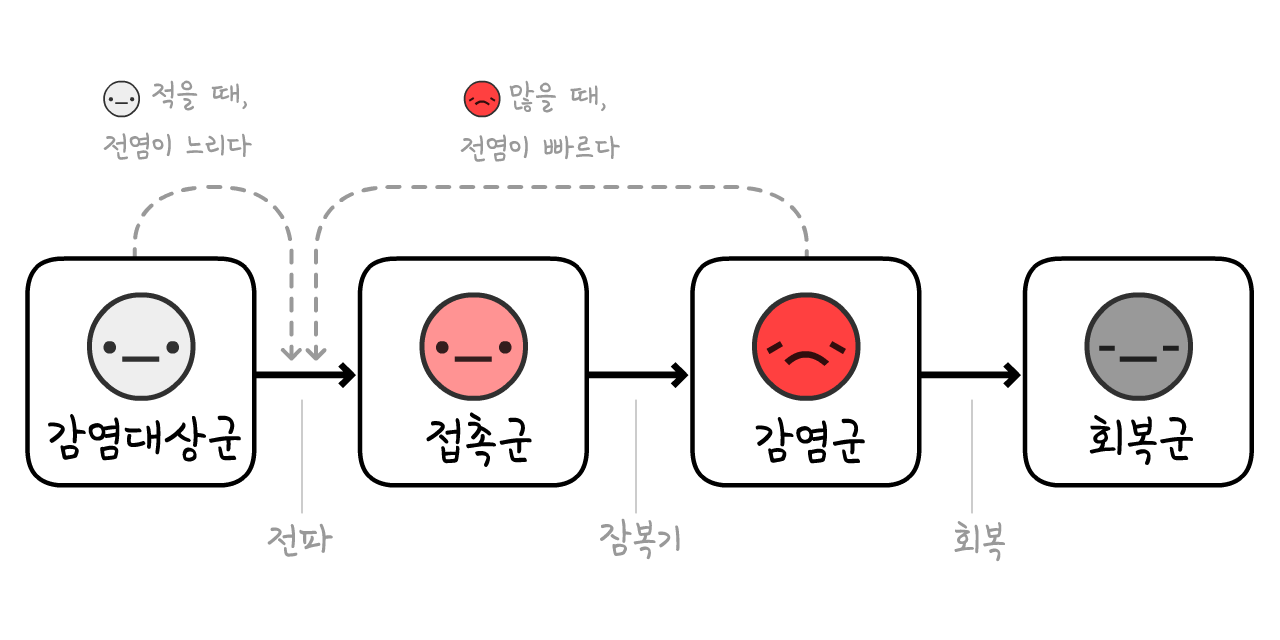 적을 때,
전염이 느리다
많을 때,
전염이 빠르다
감염대상군
접촉군
감염군
회복군
전파
잠복기
회복